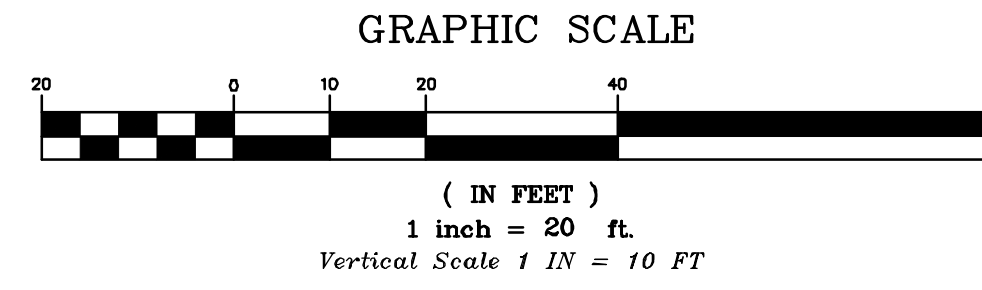 GRAPHIC SCALE
20 0 10 20 40
( IN FEET )
1 inch = 20 ft.
Vertical Scale 1 IN = 10 FT